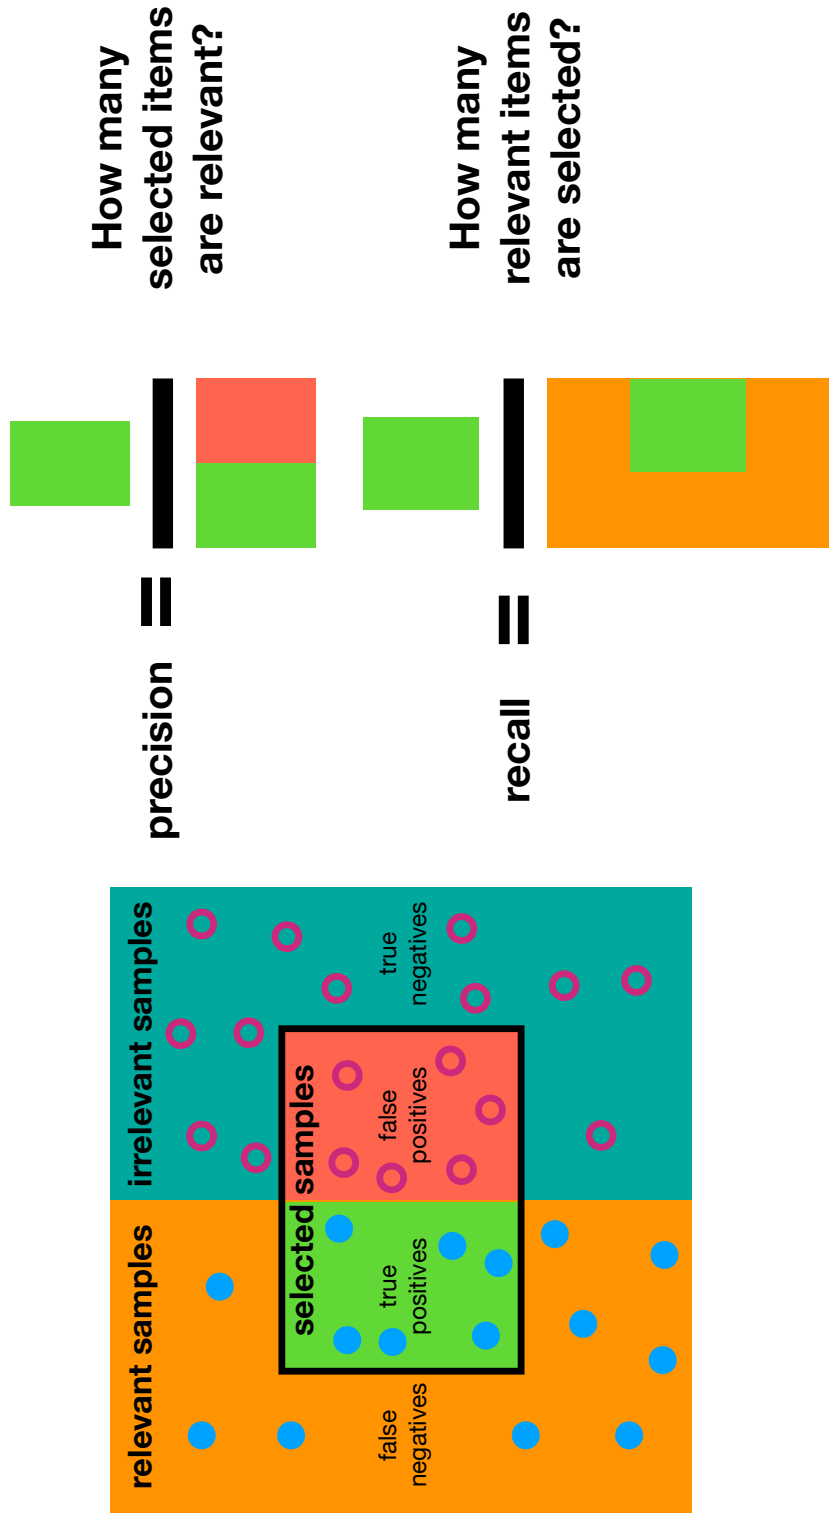 relevant samples
irrelevant samples
selected samples
false
negatives
true
positives
false
positives
true
negatives
precision =
How many
selected items
are relevant?
recall =
How many
relevant items
are selected?